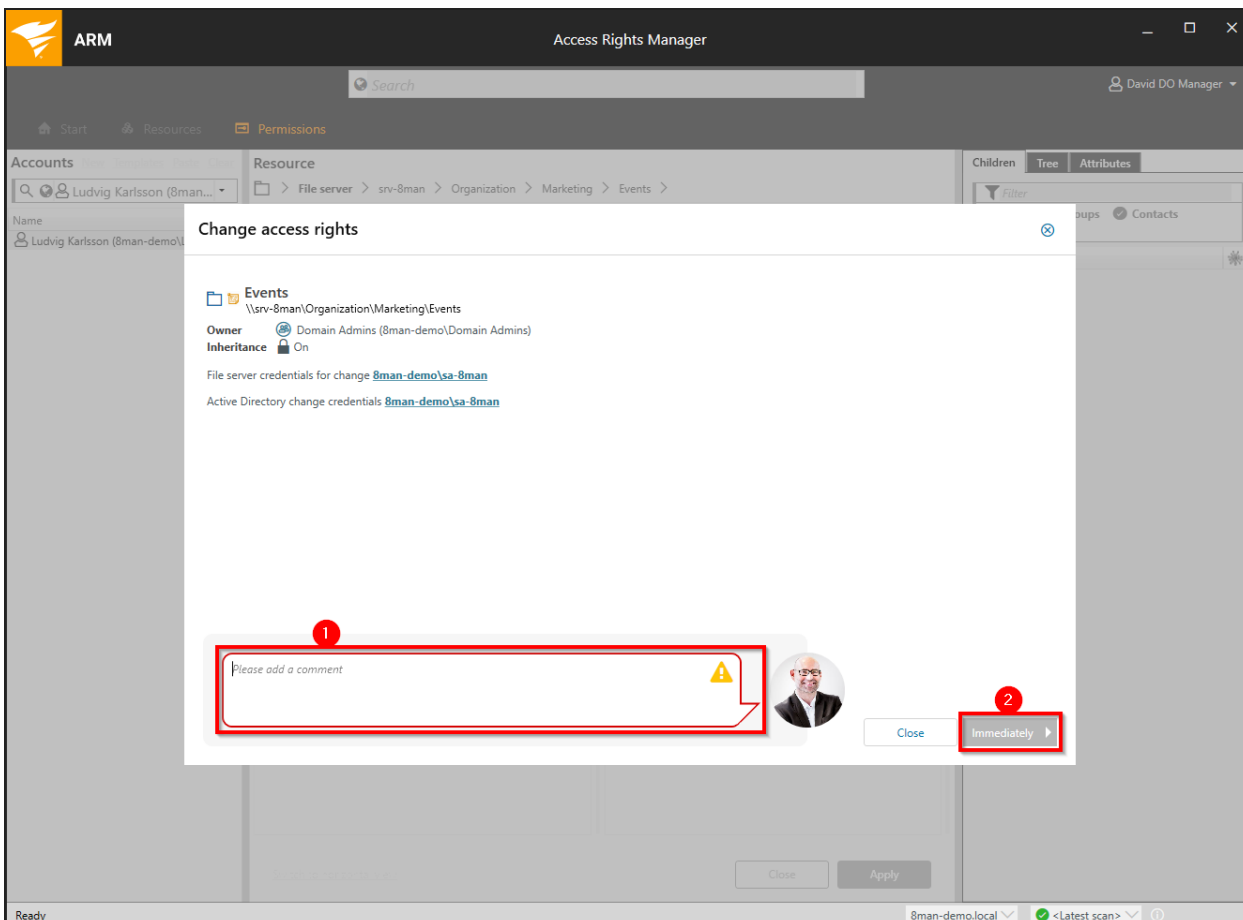 ARM
Access Rights Manager
Search
David DO Manager
Start
Resources
Permissions
Accounts
Resource
Children
Tree
Attributes
Ludvig Karlsson (8man...
> File server > srv-8man > Organization > Marketing > Events >
Filter
Name
Contacts
Ludvig Karlsson (8man-demo\
Change access rights
Events
\\srv-8man\Organization\Marketing\Events
Owner Domain Admins (8man-demo\Domain Admins)
Inheritance On
File server credentials for change 8man-demo\sa-8man
Active Directory change credentials 8man-demo\sa-8man
1
Please add a comment
2
Close
Immediately
Close
Apply
Ready
8man-demo.local
<Latest scan>